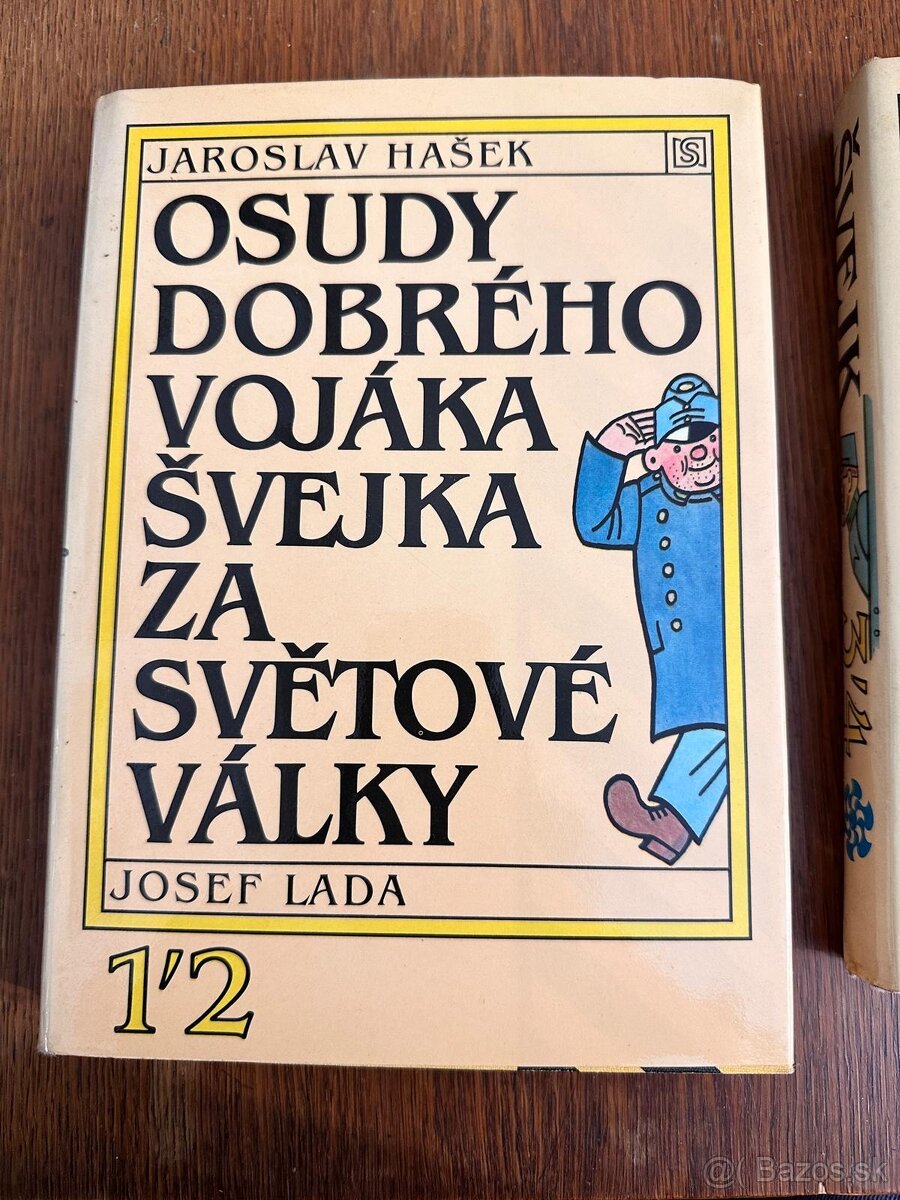 JAROSLAV HAŠEK
S
OSUDY
DOBRÉHO
VOJÁKA
ŠVEJKA
ZA
SVĚTOVÉ
VÁLKY
JOSEF LADA
1'2
ŠVEJK
3'4
@ Bazos.sk